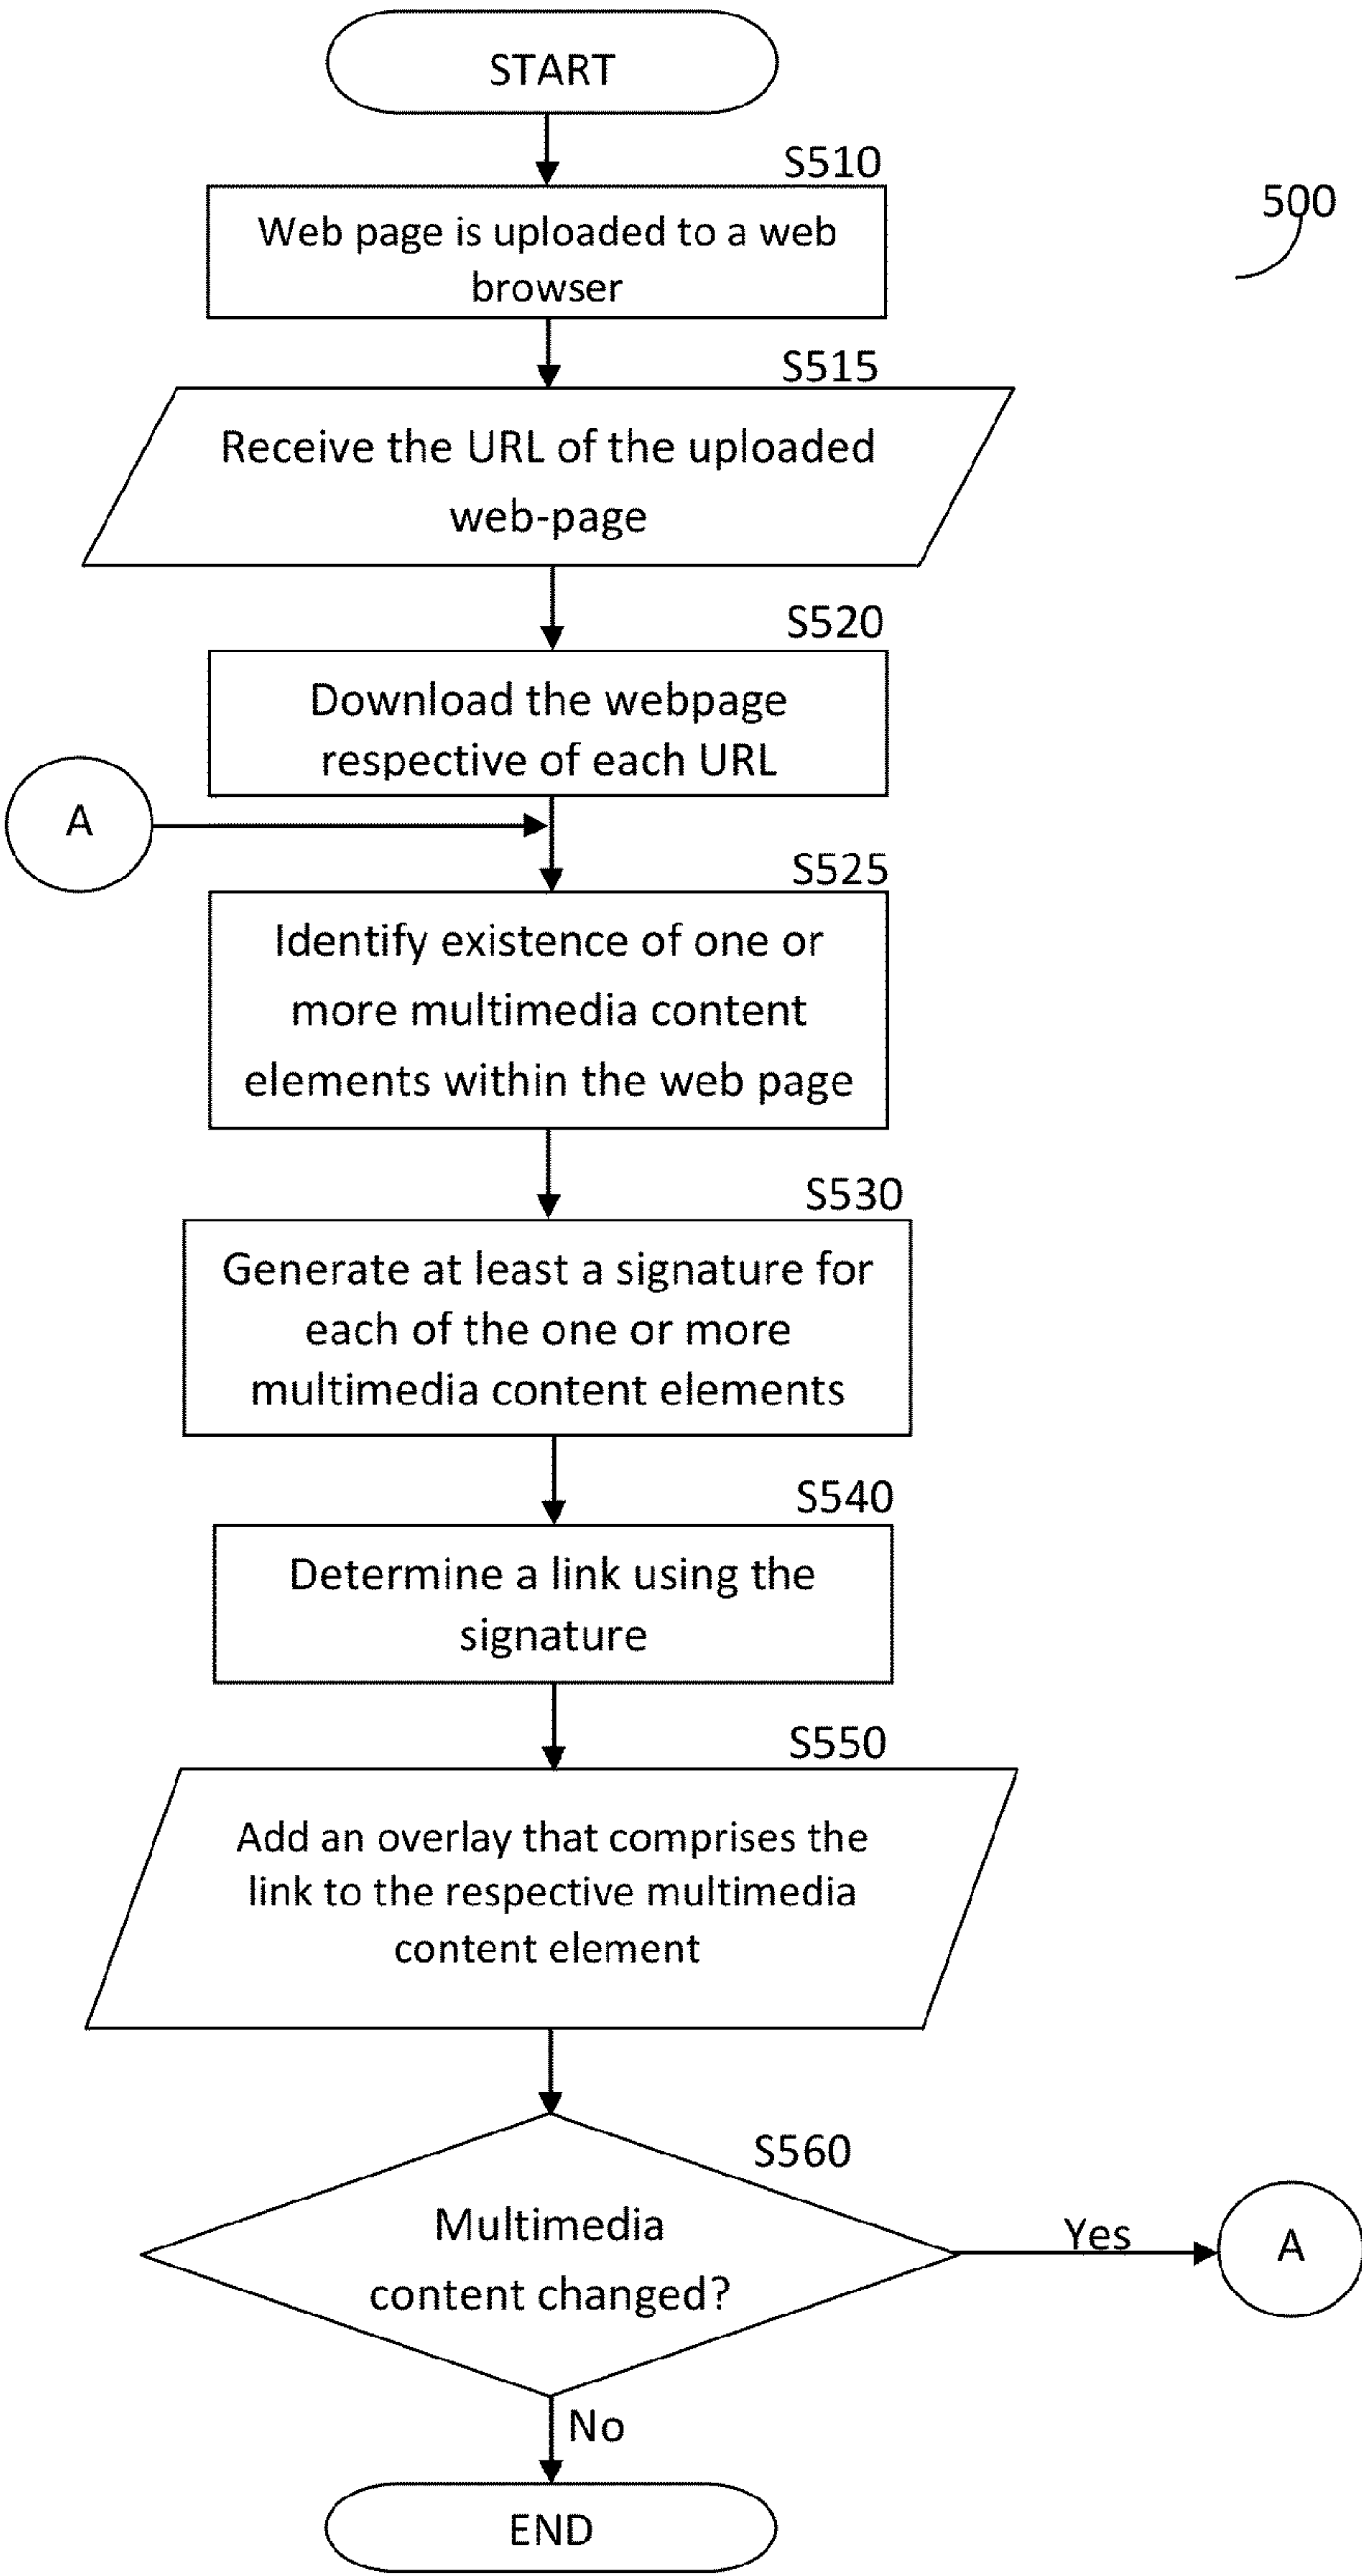 START
S510
500
Web page is uploaded to a web
browser
S515
Receive the URL of the uploaded
web-page
S520
Download the webpage
respective of each URL
A
S525
Identify existence of one or
more multimedia content
elements within the web page
S530
Generate at least a signature for
each of the one or more
multimedia content elements
S540
Determine a link using the
signature
S550
Add an overlay that comprises the
link to the respective multimedia
content element
S560
Multimedia
content changed?
Yes
A
No
END